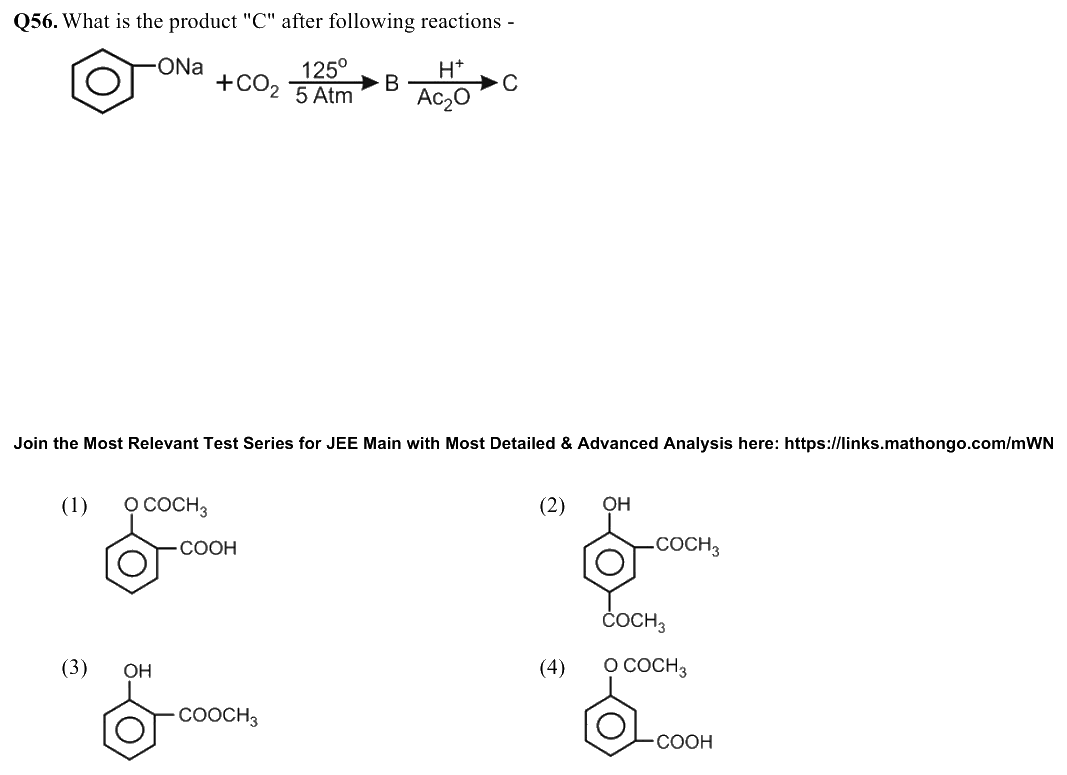 Q56. What is the product "C" after following reactions -
ONa
+CO₂ 125° 5 Atm B H⁺ Ac₂O C
Join the Most Relevant Test Series for JEE Main with Most Detailed & Advanced Analysis here: https://links.mathongo.com/mWN
(1) O COCH₃
COOH
(2) OH
COCH₃
COCH₃
(3) OH
COOCH₃
(4) O COCH₃
COOH